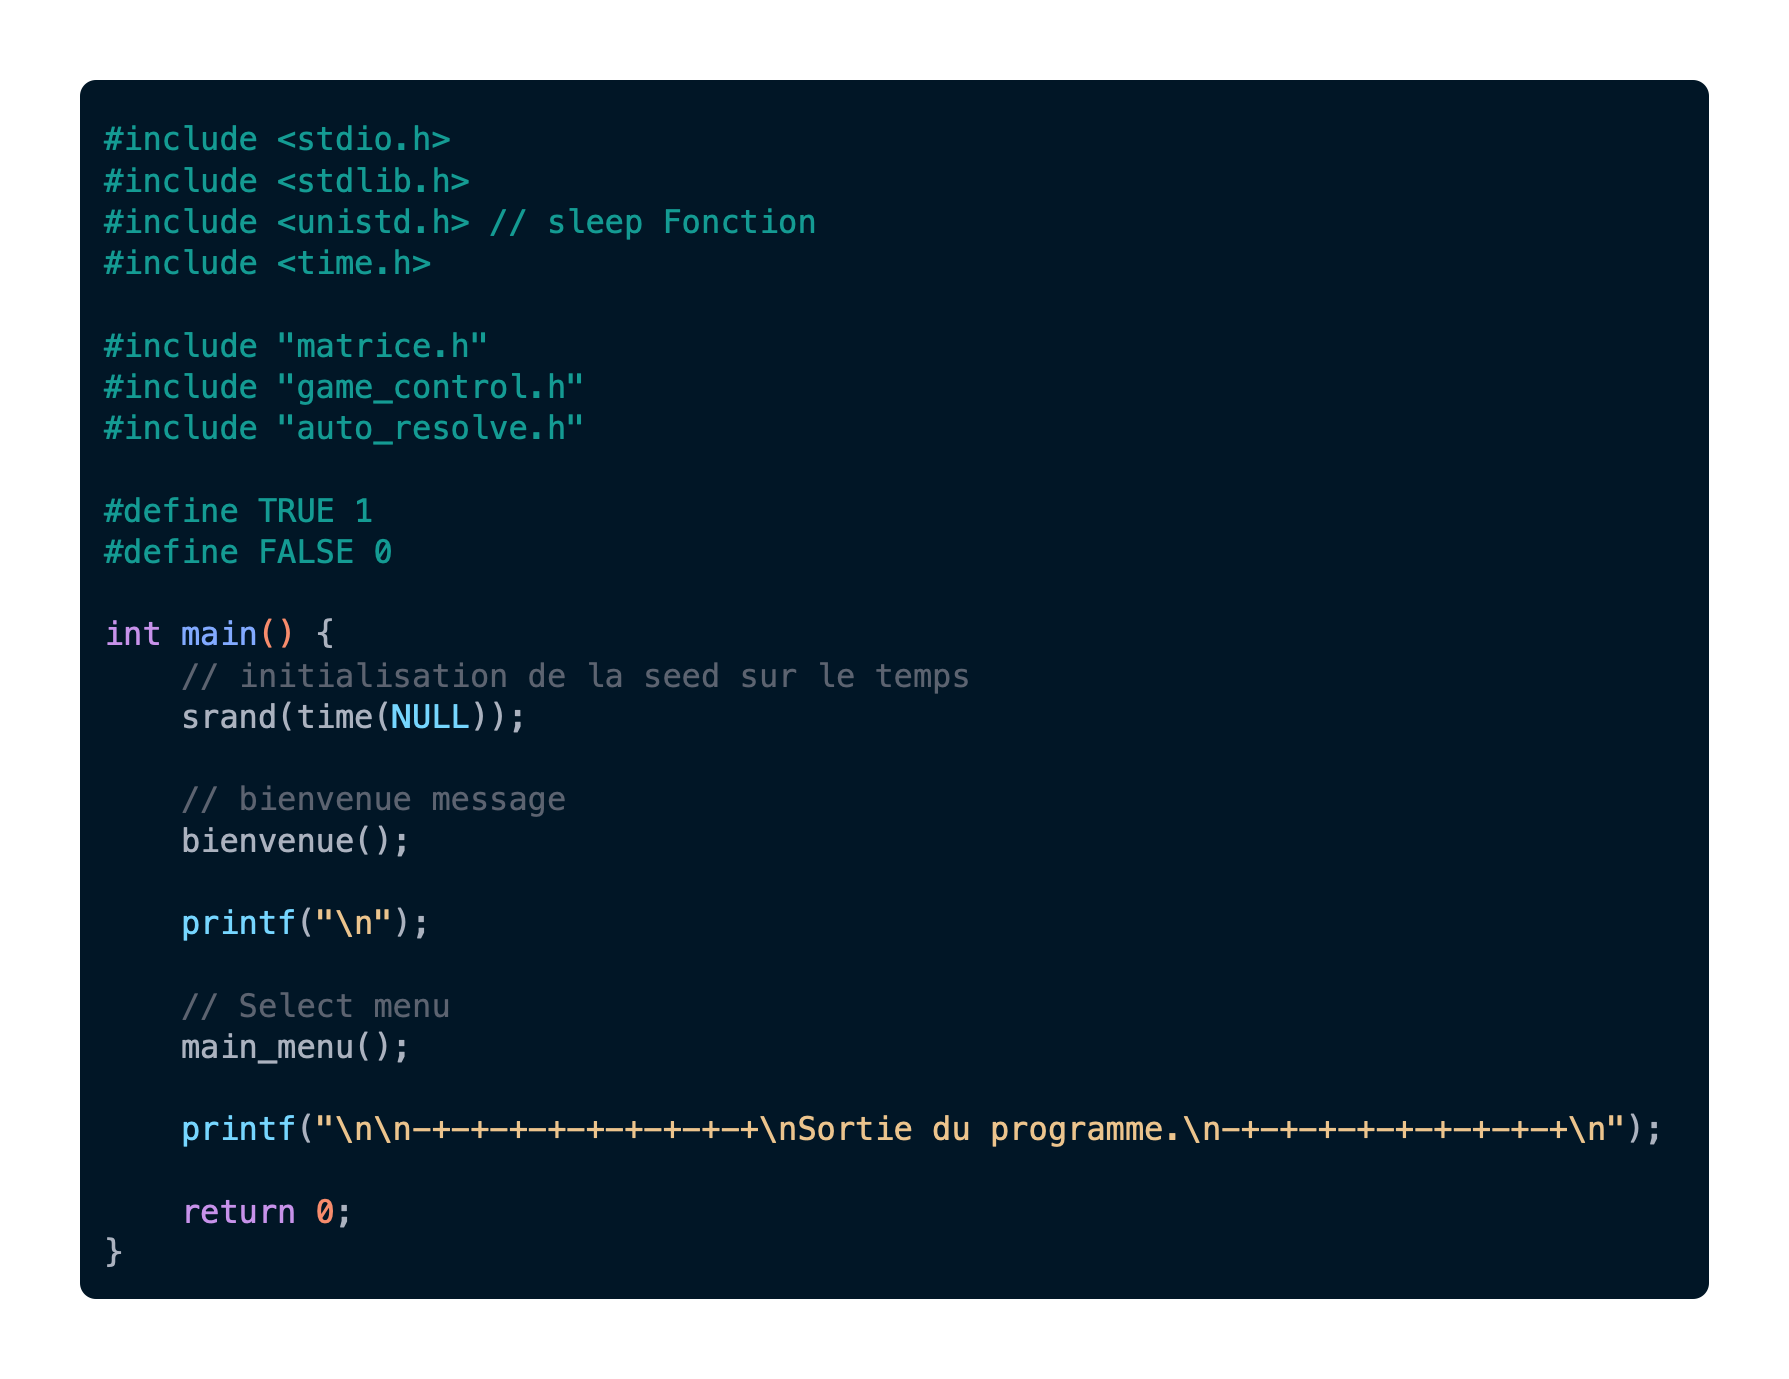 #include <stdio.h>
#include <stdlib.h>
#include <unistd.h> // sleep Fonction
#include <time.h>
#include "matrice.h"
#include "game_control.h"
#include "auto_resolve.h"
#define TRUE 1
#define FALSE 0
int main() {
    // initialisation de la seed sur le temps
    srand(time(NULL));
    // bienvenue message
    bienvenue();
    printf("\n");
    // Select menu
    main_menu();
    printf("\n\n-+-+-+-+-+-+-+-+-+\nSortie du programme.\n-+-+-+-+-+-+-+-+-+\n");
    return 0;
}